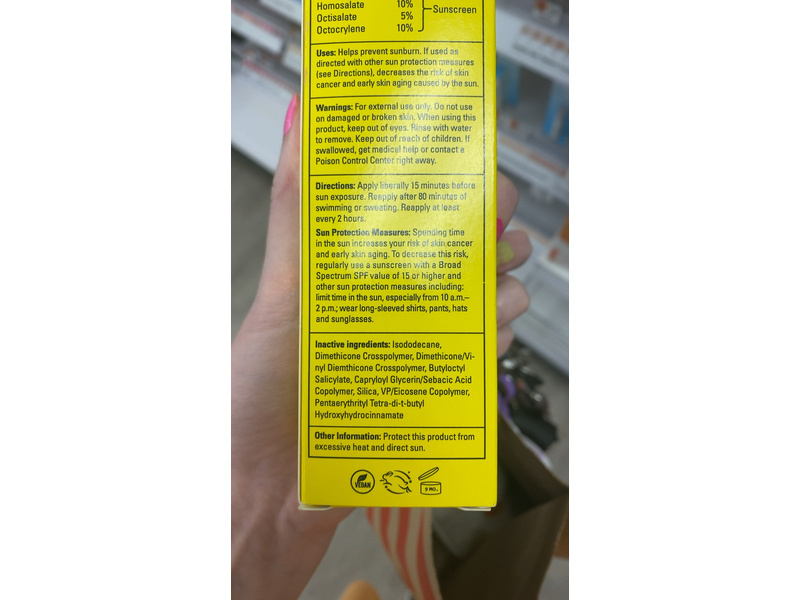 Homosalate 10%
Octisalate 5% Sunscreen
Octocrylene 10%
Uses: Helps prevent sunburn. If used as
directed with other sun protection measures
(see Directions), decreases the risk of skin
cancer and early skin aging caused by the sun.
Warnings: For external use only. Do not use
on damaged or broken skin. When using this
product, keep out of eyes. Rinse with water
to remove. Keep out of reach of children. If
swallowed, get medical help or contact a
Poison Control Center right away.
Directions: Apply liberally 15 minutes before
sun exposure. Reapply after 80 minutes of
swimming or sweating. Reapply at least
every 2 hours.
Sun Protection Measures: Spending time
in the sun increases your risk of skin cancer
and early skin aging. To decrease this risk,
regularly use a sunscreen with a Broad
Spectrum SPF value of 15 or higher and
other sun protection measures including:
limit time in the sun, especially from 10 a.m.–
2 p.m.; wear long-sleeved shirts, pants, hats
and sunglasses.
Inactive ingredients: Isododecane,
Dimethicone Crosspolymer, Dimethicone/Vi-
nyl Diemthicone Crosspolymer, Butyloctyl
Salicylate, Capryloyl Glycerin/Sebacic Acid
Copolymer, Silica, VP/Eicosene Copolymer,
Pentaerythrityl Tetra-di-t-butyl
Hydroxyhydrocinnamate
Other Information: Protect this product from
excessive heat and direct sun.
VEGAN 9 MO.